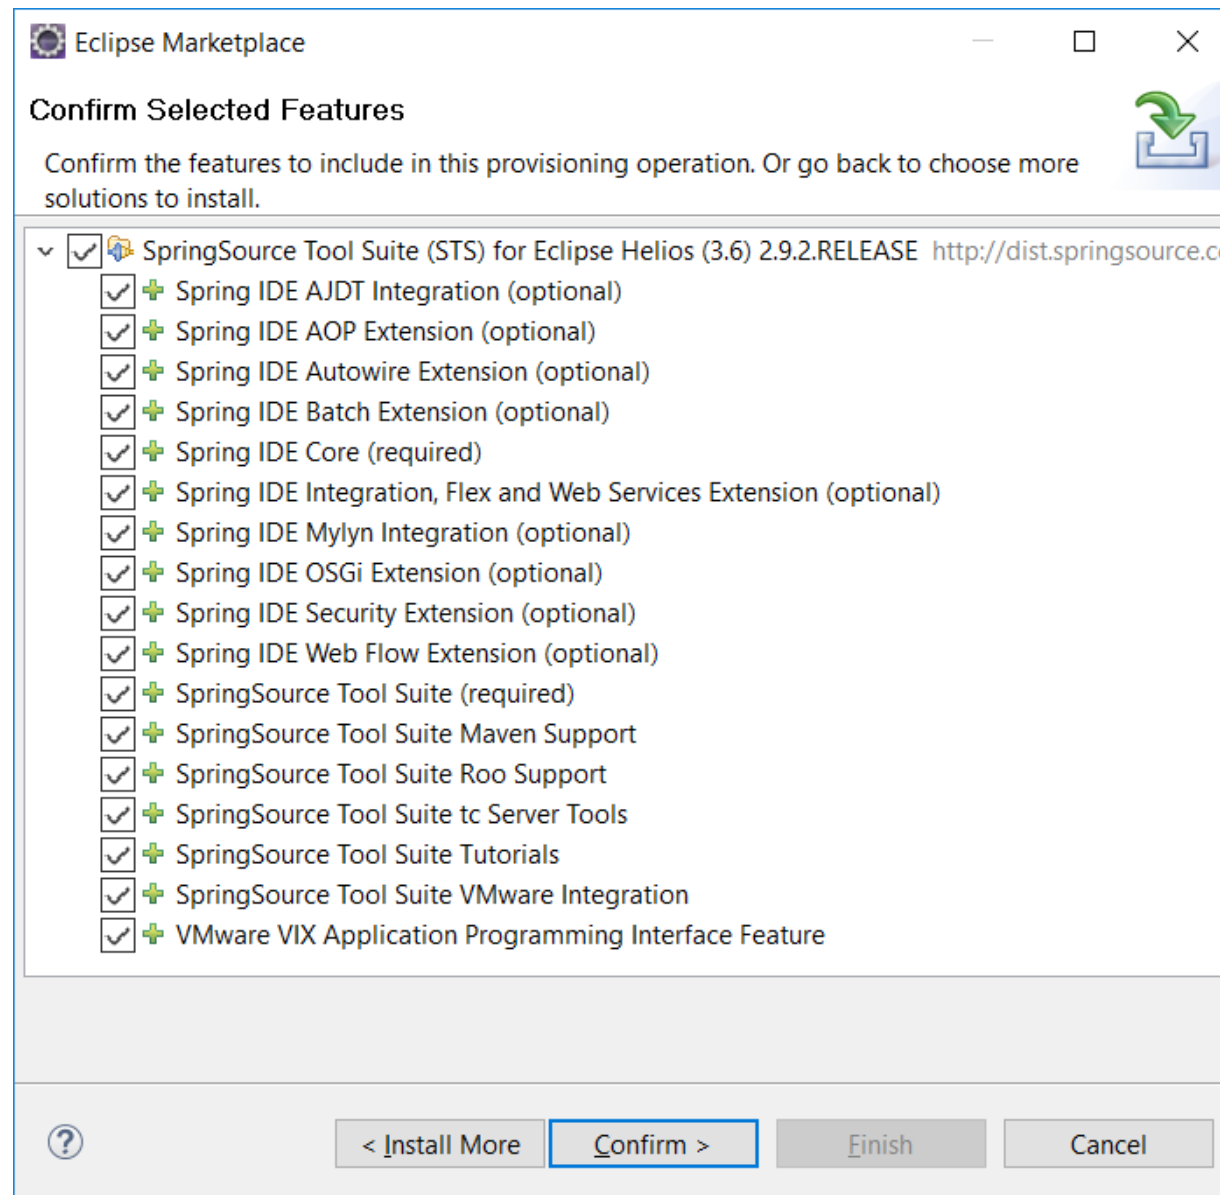 Eclipse Marketplace
Confirm Selected Features
Confirm the features to include in this provisioning operation. Or go back to choose more
solutions to install.
SpringSource Tool Suite (STS) for Eclipse Helios (3.6) 2.9.2.RELEASE http://dist.springsource.c
Spring IDE AJDT Integration (optional)
Spring IDE AOP Extension (optional)
Spring IDE Autowire Extension (optional)
Spring IDE Batch Extension (optional)
Spring IDE Core (required)
Spring IDE Integration, Flex and Web Services Extension (optional)
Spring IDE Mylyn Integration (optional)
Spring IDE OSGi Extension (optional)
Spring IDE Security Extension (optional)
Spring IDE Web Flow Extension (optional)
SpringSource Tool Suite (required)
SpringSource Tool Suite Maven Support
SpringSource Tool Suite Roo Support
SpringSource Tool Suite tc Server Tools
SpringSource Tool Suite Tutorials
SpringSource Tool Suite VMware Integration
VMware VIX Application Programming Interface Feature
? < Install More Confirm > Finish Cancel